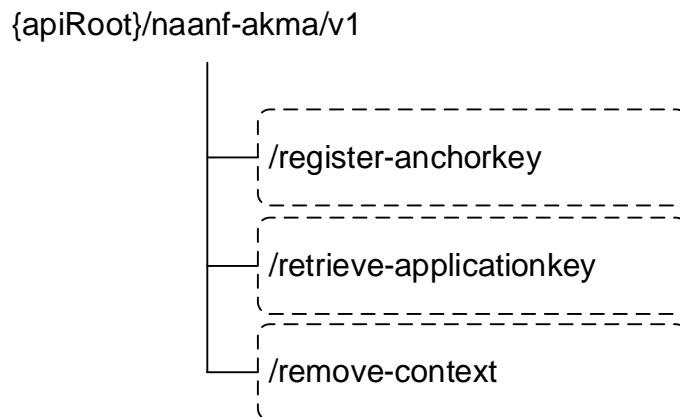 {apiRoot}/naanf-akma/v1
/register-anchorkey
/retrieve-applicationkey
/remove-context